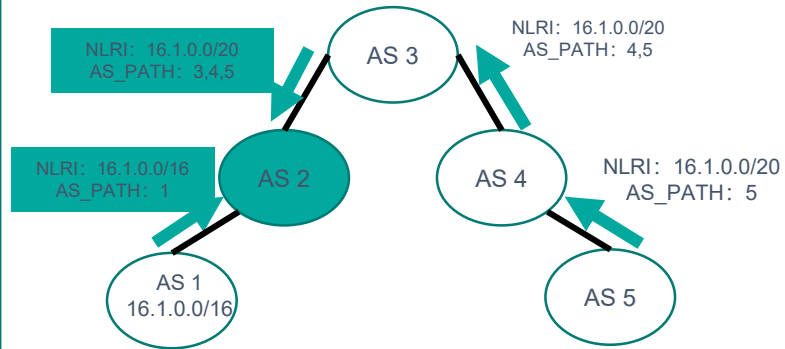 NLRI：16.1.0.0/20
AS_PATH：3,4,5
AS 3
NLRI：16.1.0.0/20
AS_PATH：4,5
NLRI：16.1.0.0/16
AS_PATH：1
AS 2
AS 4
NLRI：16.1.0.0/20
AS_PATH：5
AS 1
16.1.0.0/16
AS 5